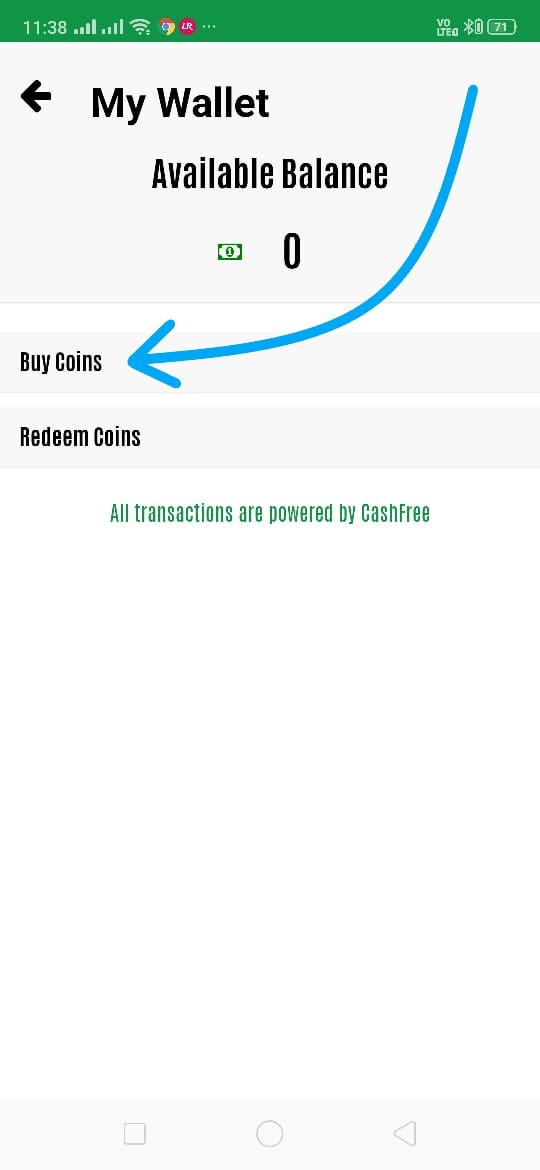 11:38 LR ... VO LTE 71
My Wallet
Available Balance
0
Buy Coins
Redeem Coins
All transactions are powered by CashFree